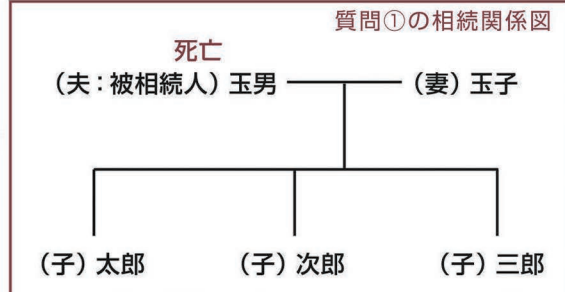 質問①の相続関係図
死亡
（夫：被相続人）玉男
（妻）玉子
（子）太郎
（子）次郎
（子）三郎